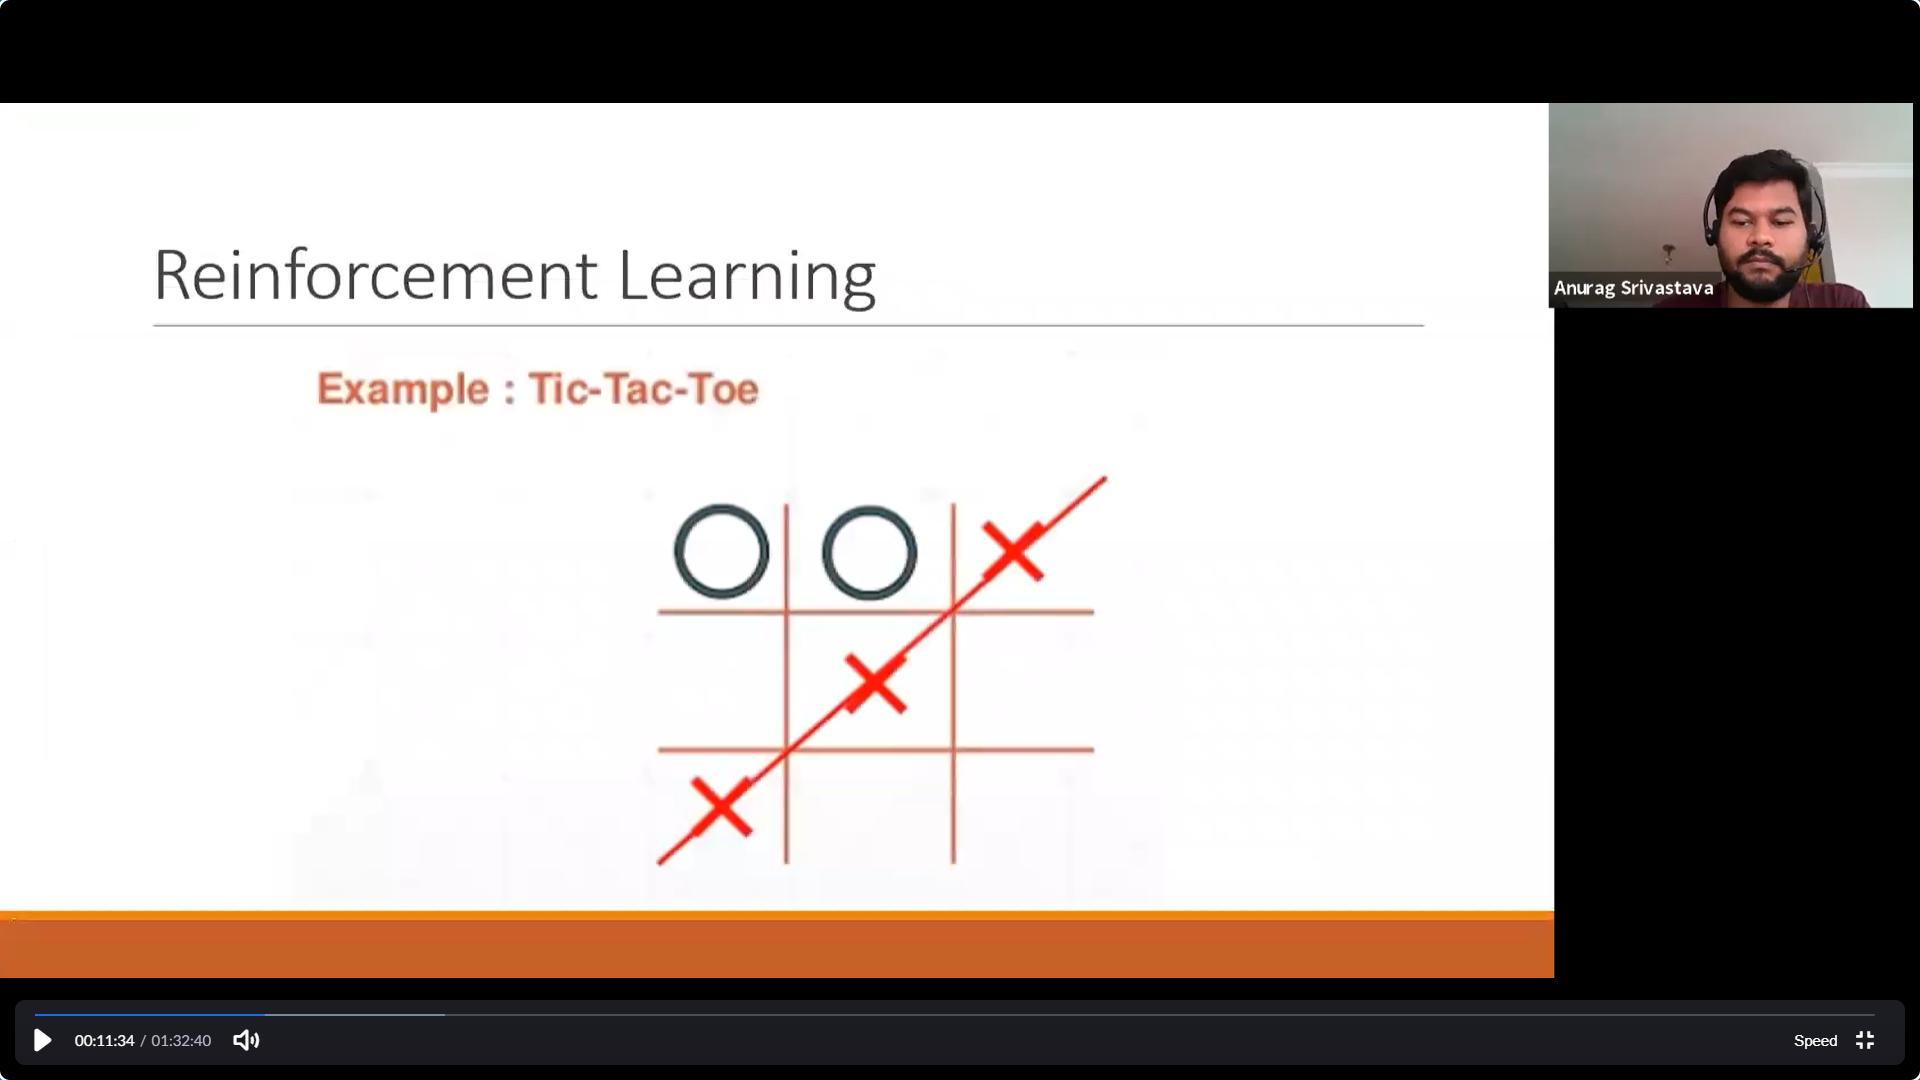 Reinforcement Learning
Anurag Srivastava
Example : Tic-Tac-Toe
00:11:34 / 01:32:40
Speed